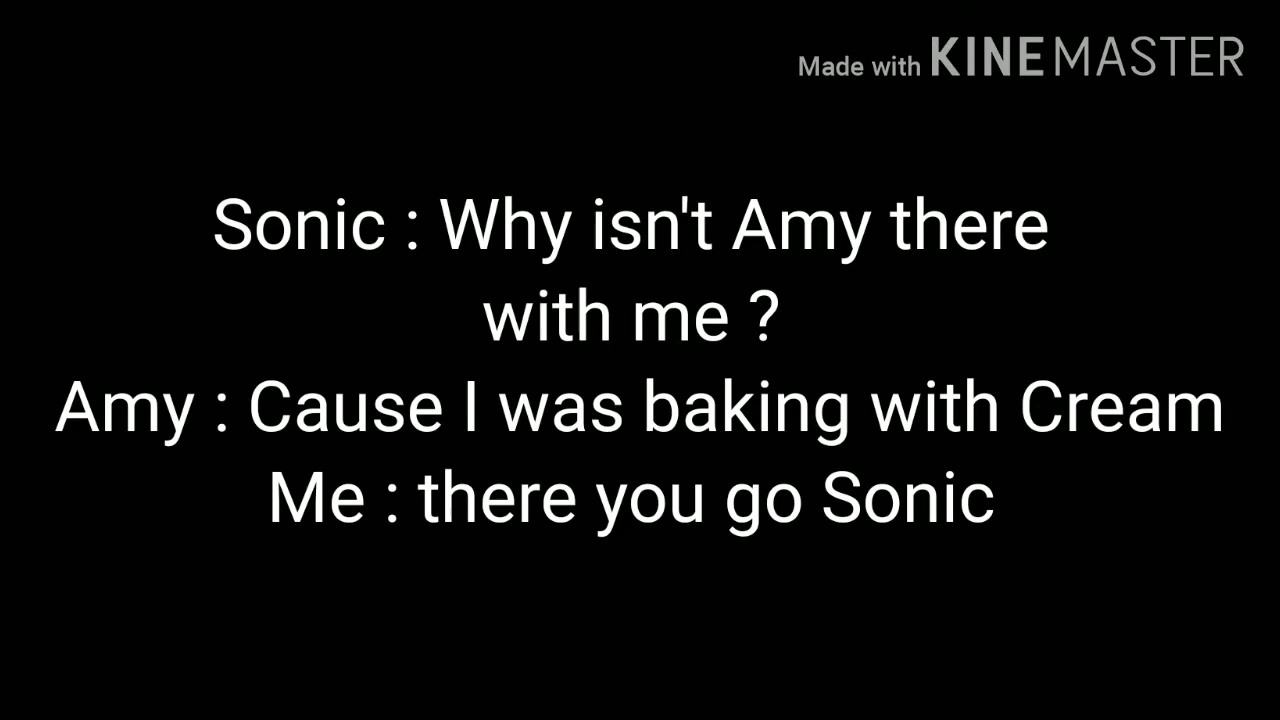 Made with KINEMASTER
Sonic : Why isn't Amy there
with me ?
Amy : Cause I was baking with Cream
Me : there you go Sonic